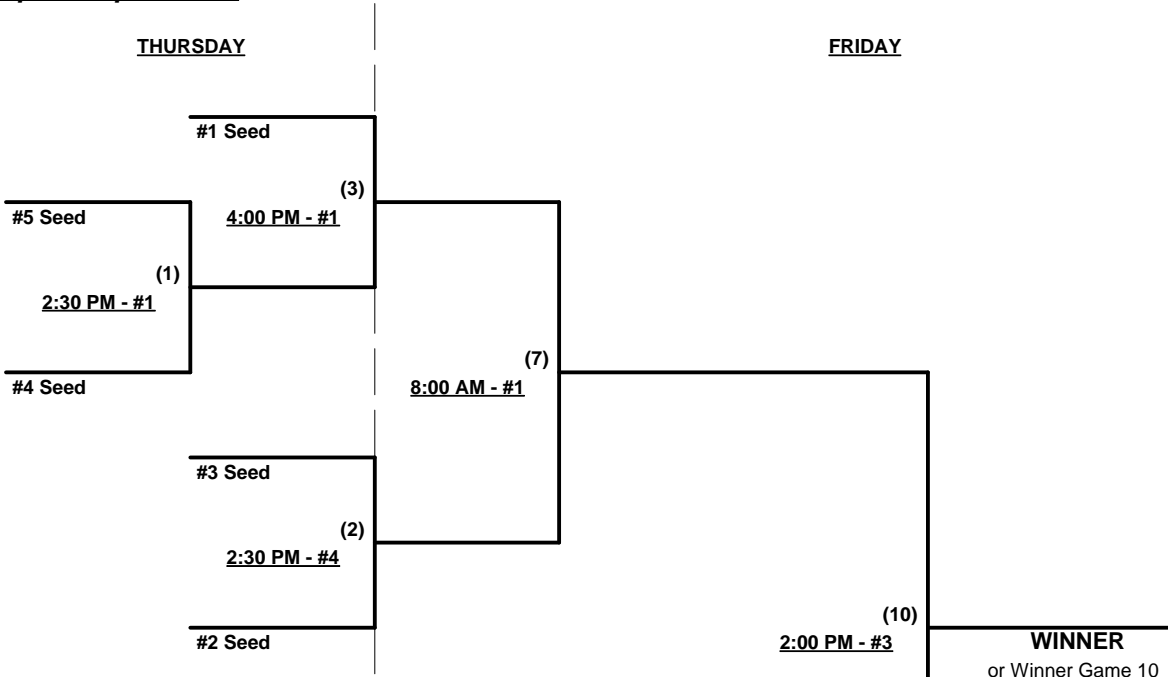 THURSDAY
FRIDAY
#1 Seed
(3)
#5 Seed
4:00 PM - #1
(1)
2:30 PM - #1
(7)
#4 Seed
8:00 AM - #1
#3 Seed
(2)
2:30 PM - #4
(10)
#2 Seed
2:00 PM - #3
WINNER
or Winner Game 10